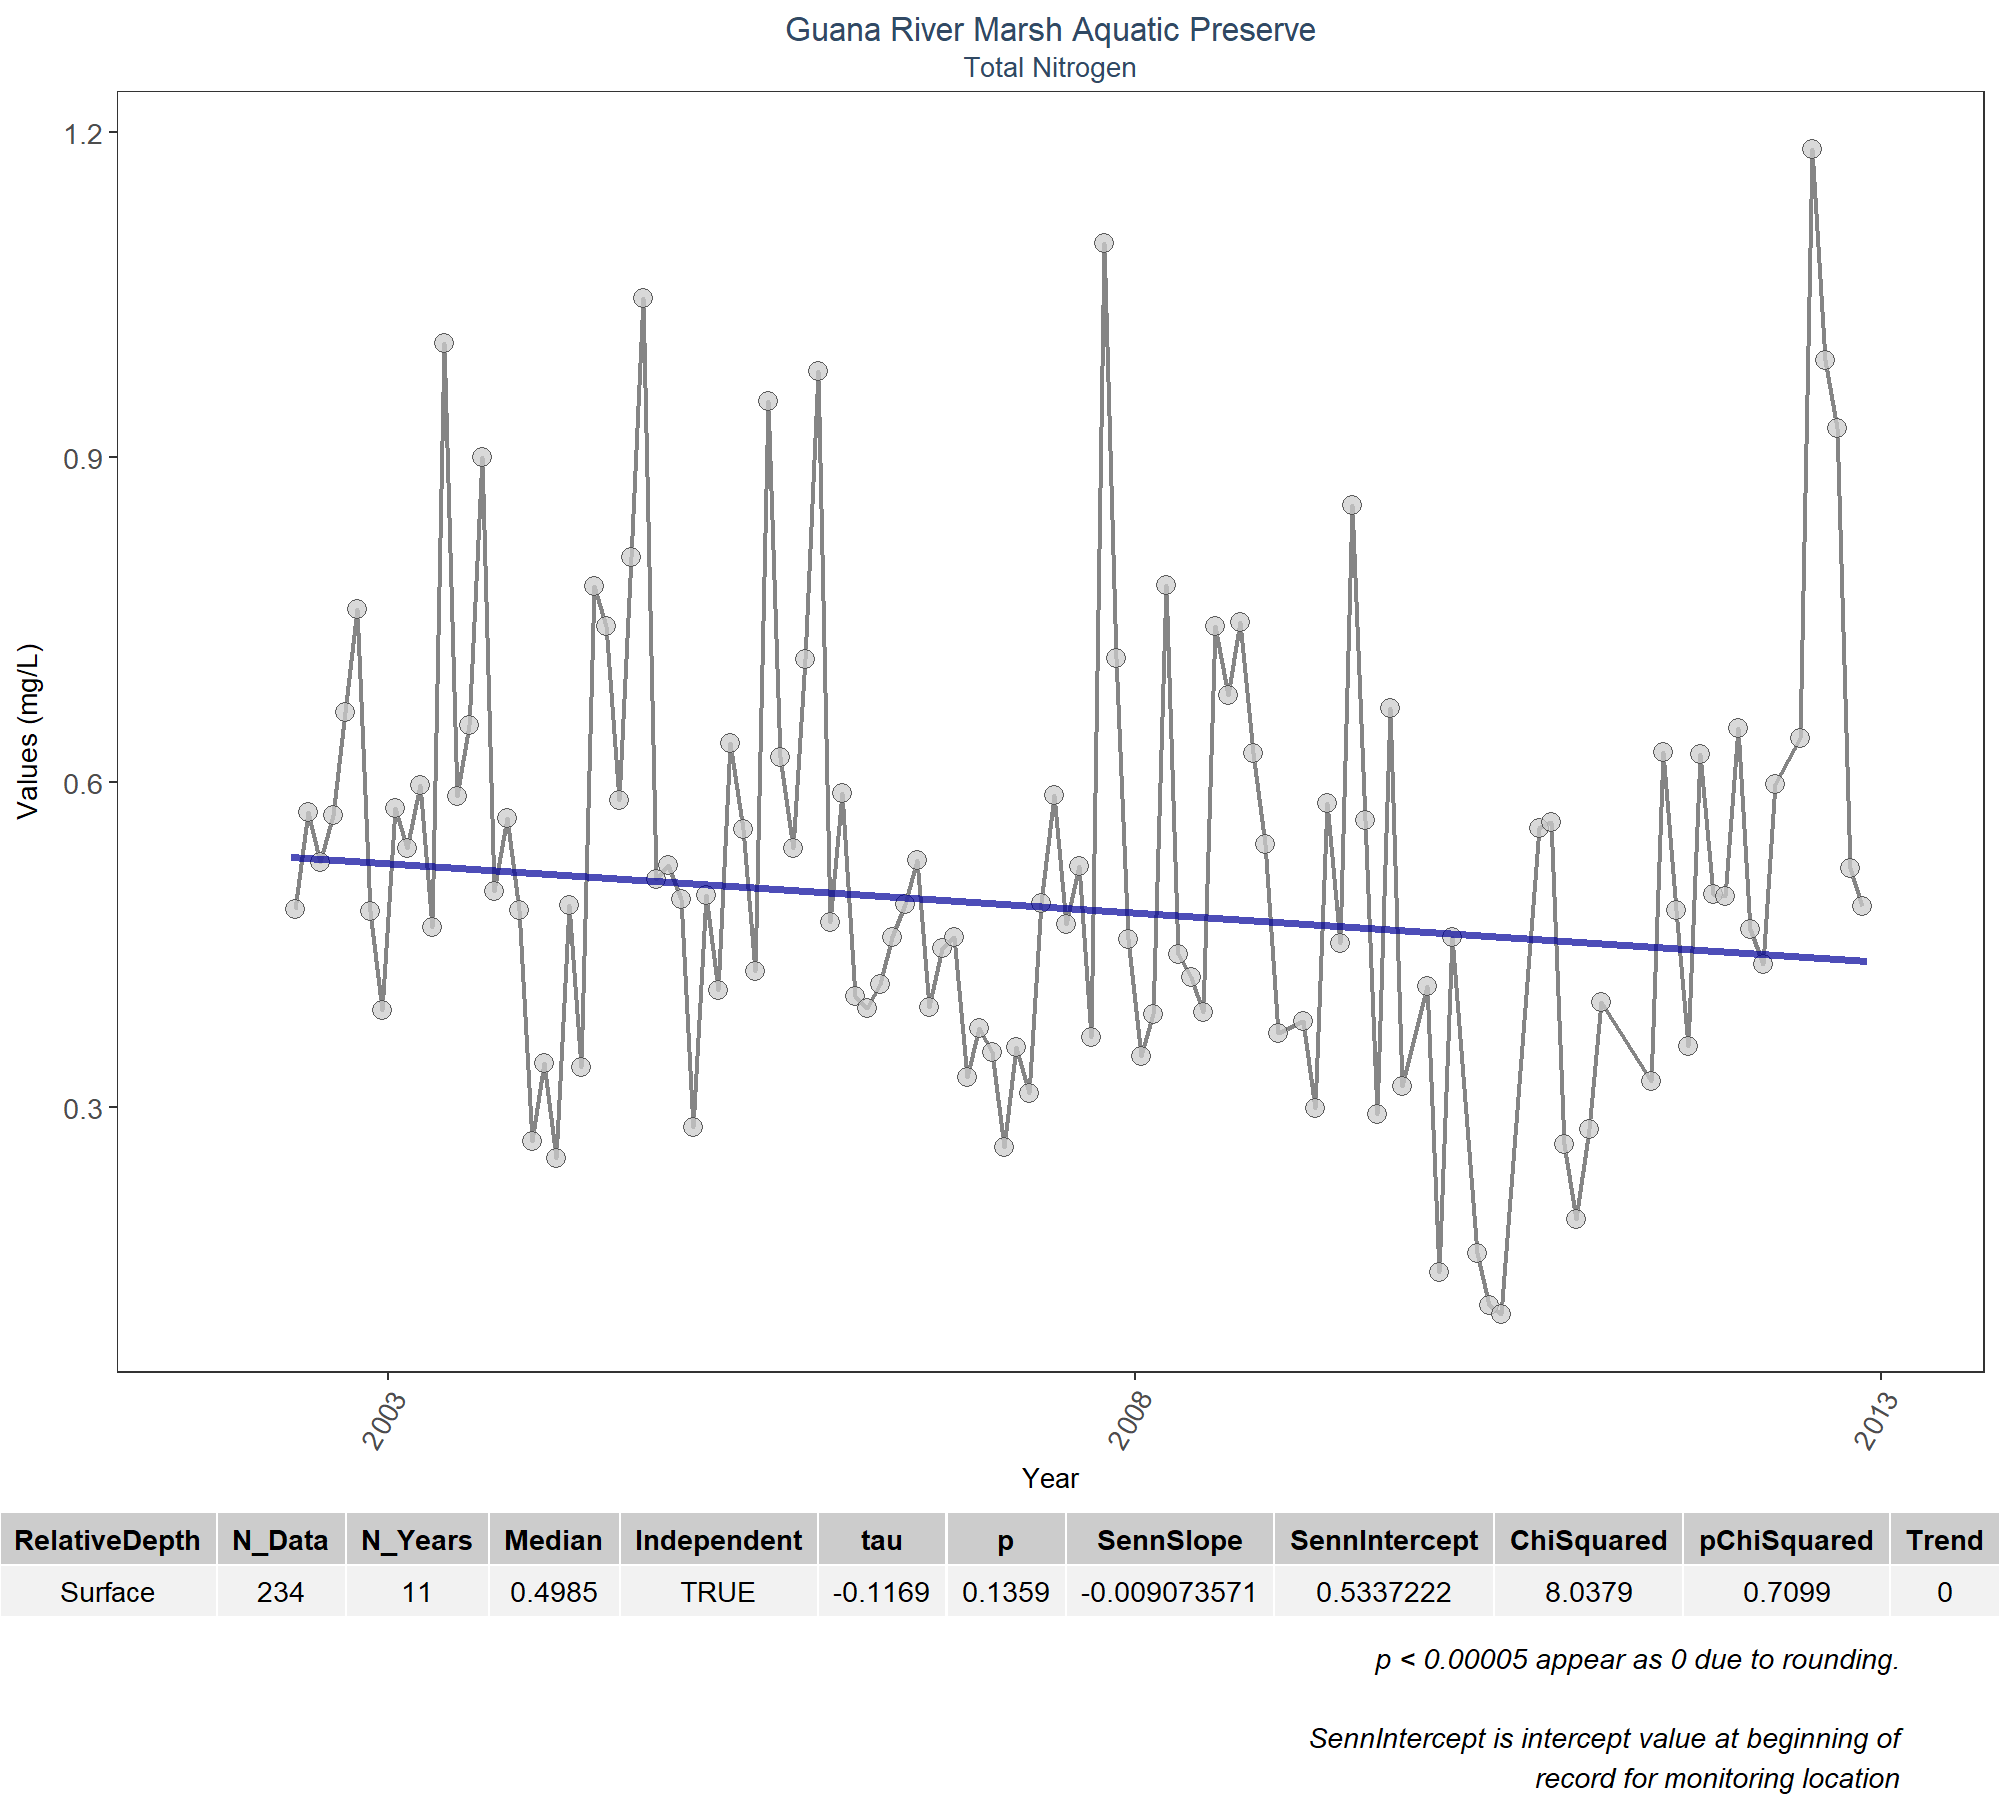 Guana River Marsh Aquatic Preserve
Total Nitrogen
1.2
0.9
0.6
0.3
Values (mg/L)
2003 2008 2013
Year
RelativeDepth N_Data N_Years Median Independent tau p SennSlope SennIntercept ChiSquared pChiSquared Trend
Surface 234 11 0.4985 TRUE -0.1169 0.1359 -0.009073571 0.5337222 8.0379 0.7099 0
p < 0.00005 appear as 0 due to rounding.
SennIntercept is intercept value at beginning of
record for monitoring location